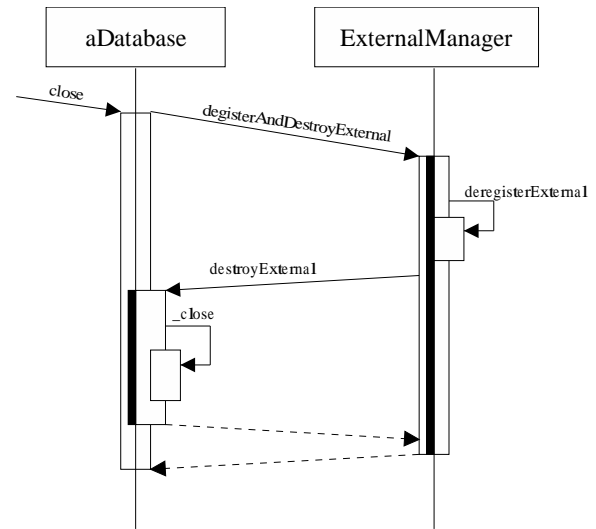 aDatabase
ExternalManager
close
degisterAndDestroyExternal
deregisterExternal
destroyExternal
_close